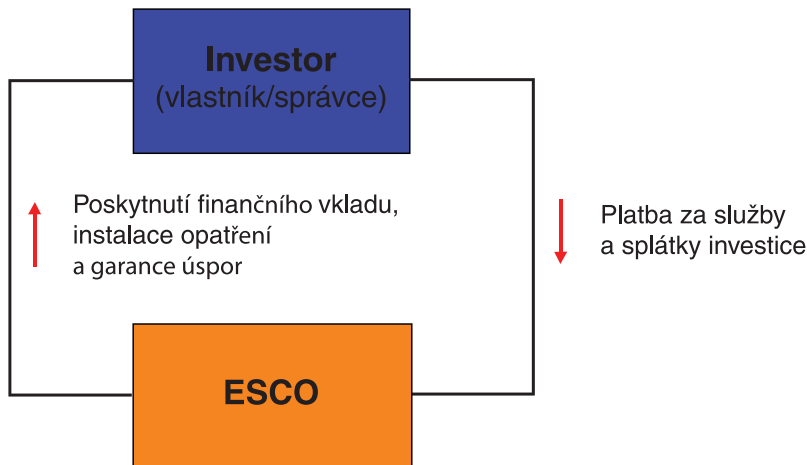 Investor
(vlastník/správce)
Poskytnutí finančního vkladu,
instalace opatření
a garance úspor
Platba za služby
a splátky investice
ESCO